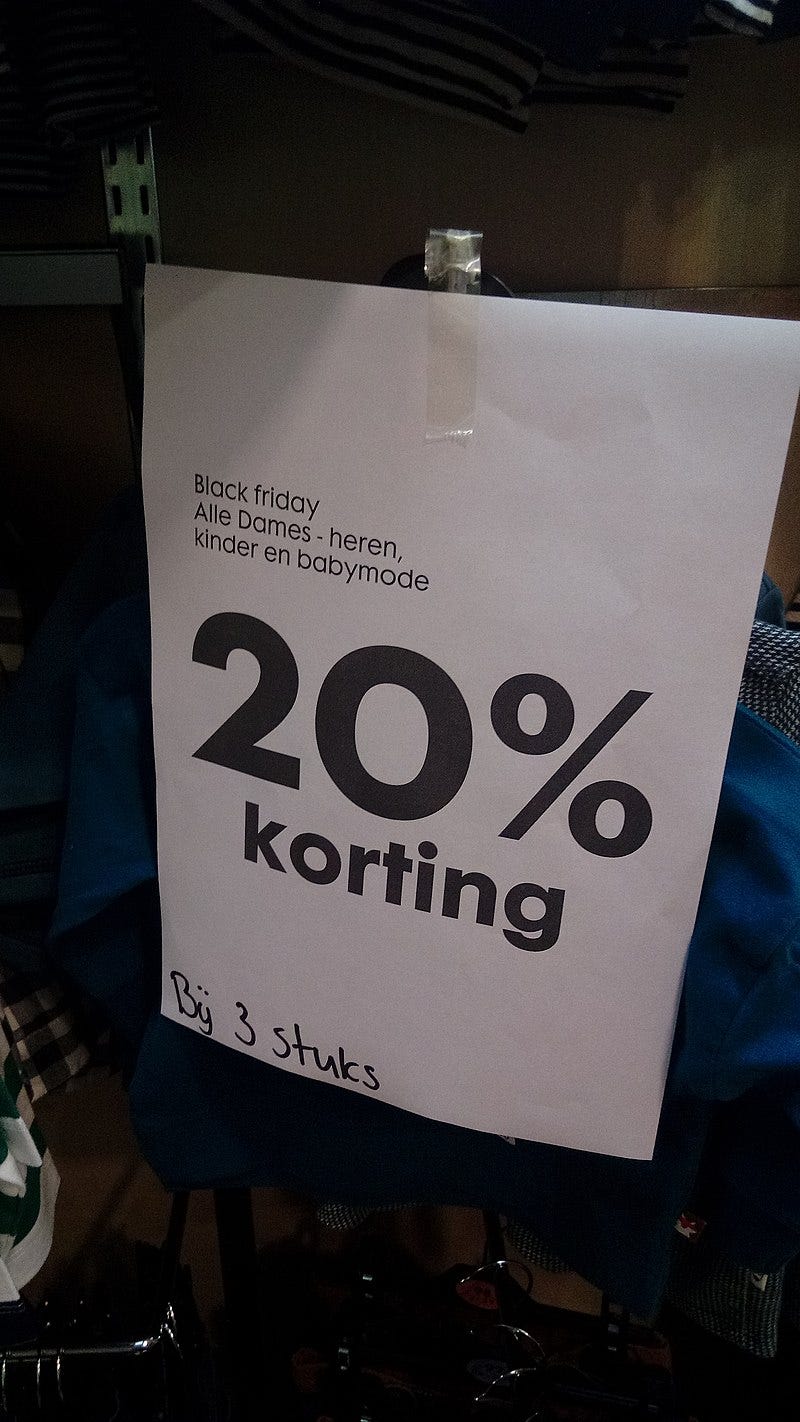 Black friday
Alle Dames - heren,
kinder en babymode
20%
korting
Bij 3 stuks